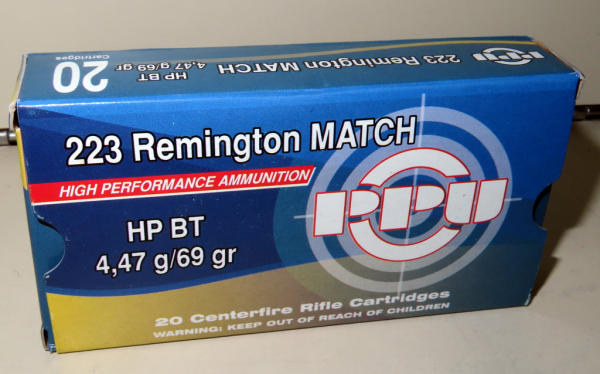 20
Cartridges
HP BT
4,47 g/69 gr
223 Remington MATCH
PPU
223 Remington MATCH
HIGH PERFORMANCE AMMUNITION
PPU
HP BT
4,47 g/69 gr
20 Centerfire Rifle Cartridges
WARNING: KEEP OUT OF REACH OF CHILDREN